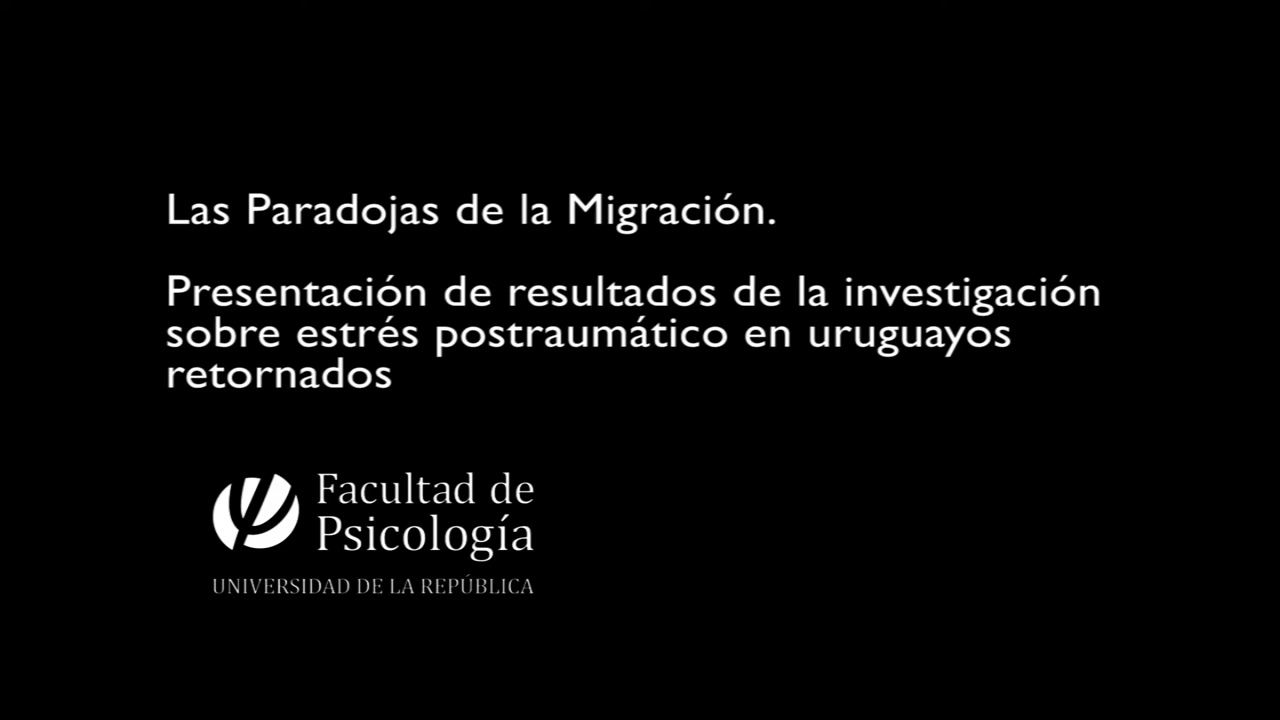 Las Paradojas de la Migración.
Presentación de resultados de la investigación
sobre estrés postraumático en uruguayos
retornados
Facultad de
Psicología
UNIVERSIDAD DE LA REPÚBLICA